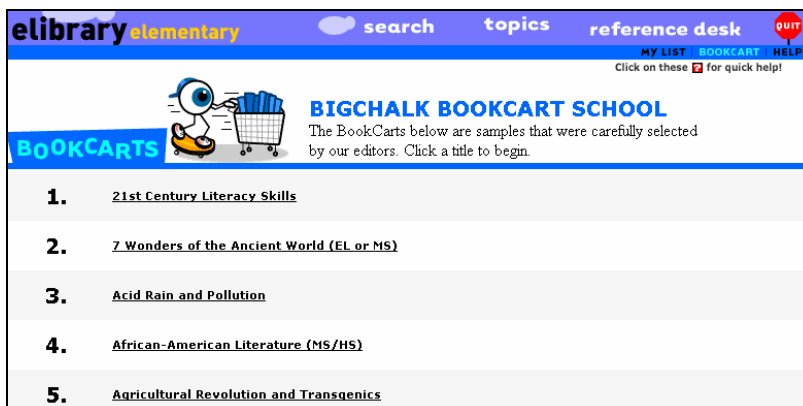 elibrary elementary search topics reference desk QUIT
MY LIST | BOOKCART | HELP
Click on these ? for quick help!
BOOKCARTS
BIGCHALK BOOKCART SCHOOL
The BookCarts below are samples that were carefully selected
by our editors. Click a title to begin.
1. 21st Century Literacy Skills
2. 7 Wonders of the Ancient World (EL or MS)
3. Acid Rain and Pollution
4. African-American Literature (MS/HS)
5. Agricultural Revolution and Transgenics